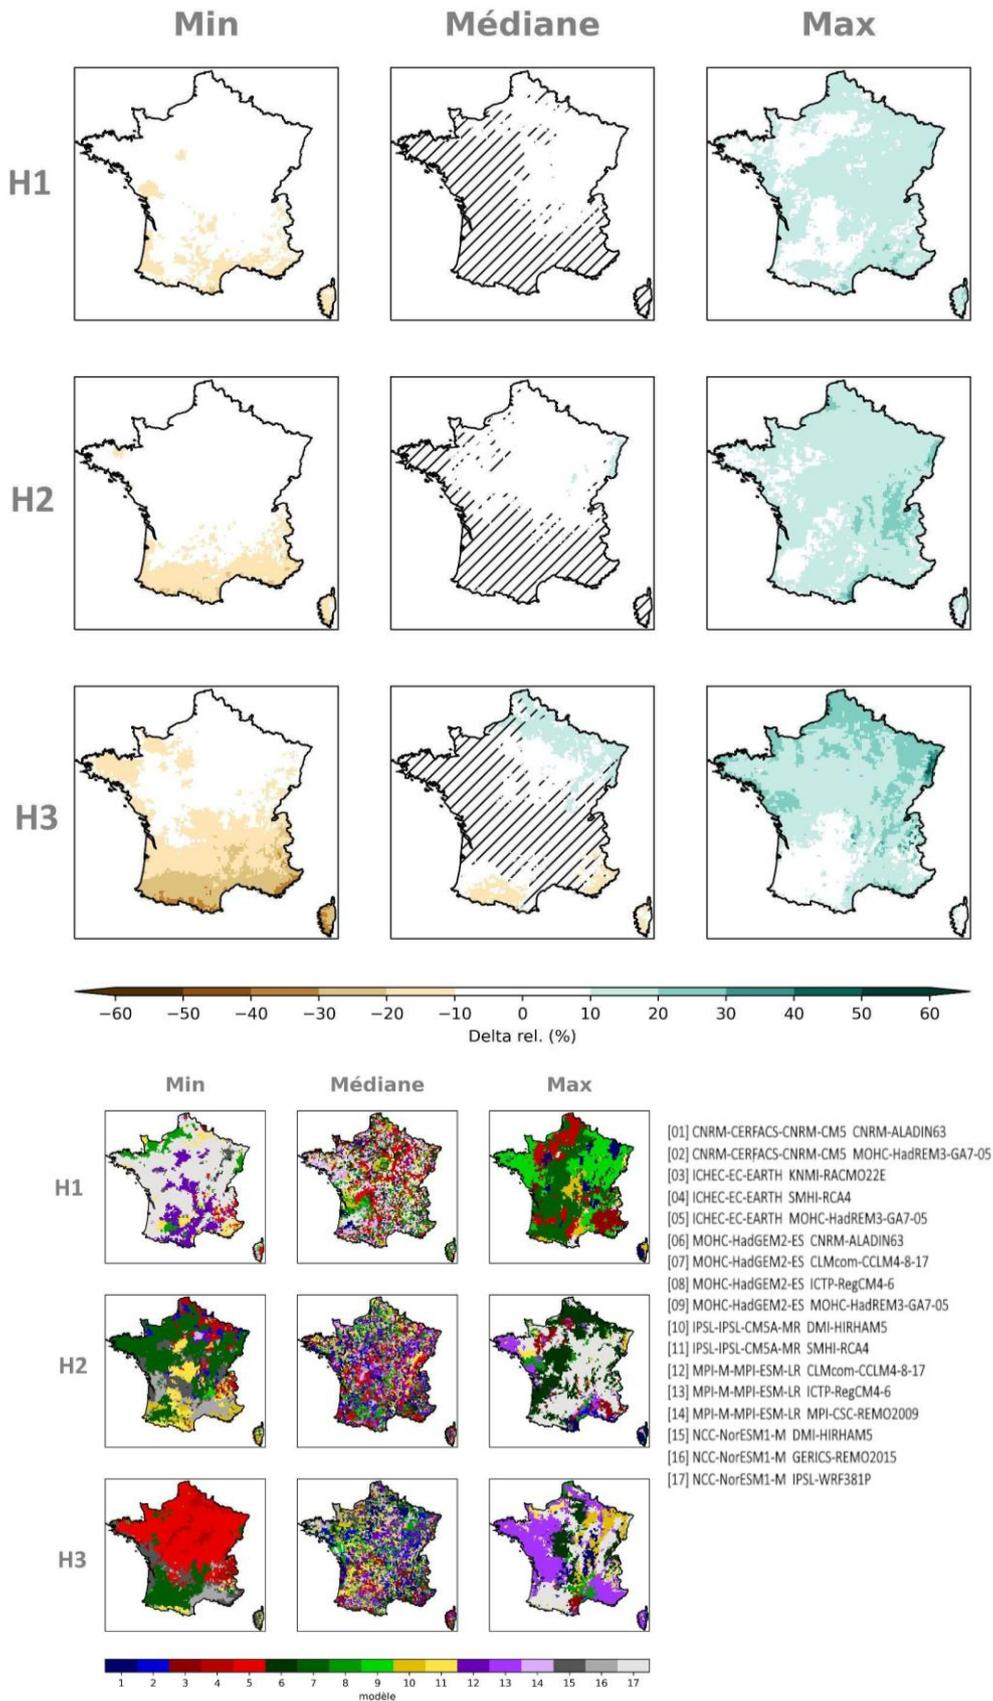 Min Médiane Max
H1
H2
H3
−60 −50 −40 −30 −20 −10 0 10 20 30 40 50 60
Delta rel. (%)
Min Médiane Max
H1
H2
H3
[01] CNRM-CERFACS-CNRM-CM5 CNRM-ALADIN63
[02] CNRM-CERFACS-CNRM-CM5 MOHC-HadREM3-GA7-05
[03] ICHEC-EC-EARTH KNMI-RACMO22E
[04] ICHEC-EC-EARTH SMHI-RCA4
[05] ICHEC-EC-EARTH MOHC-HadREM3-GA7-05
[06] MOHC-HadGEM2-ES CNRM-ALADIN63
[07] MOHC-HadGEM2-ES CLMcom-CCLM4-8-17
[08] MOHC-HadGEM2-ES ICTP-RegCM4-6
[09] MOHC-HadGEM2-ES MOHC-HadREM3-GA7-05
[10] IPSL-IPSL-CM5A-MR DMI-HIRHAM5
[11] IPSL-IPSL-CM5A-MR SMHI-RCA4
[12] MPI-M-MPI-ESM-LR CLMcom-CCLM4-8-17
[13] MPI-M-MPI-ESM-LR ICTP-RegCM4-6
[14] MPI-M-MPI-ESM-LR MPI-CSC-REMO2009
[15] NCC-NorESM1-M DMI-HIRHAM5
[16] NCC-NorESM1-M GERICS-REMO2015
[17] NCC-NorESM1-M IPSL-WRF381P
1 2 3 4 5 6 7 8 9 10 11 12 13 14 15 16 17
modèle